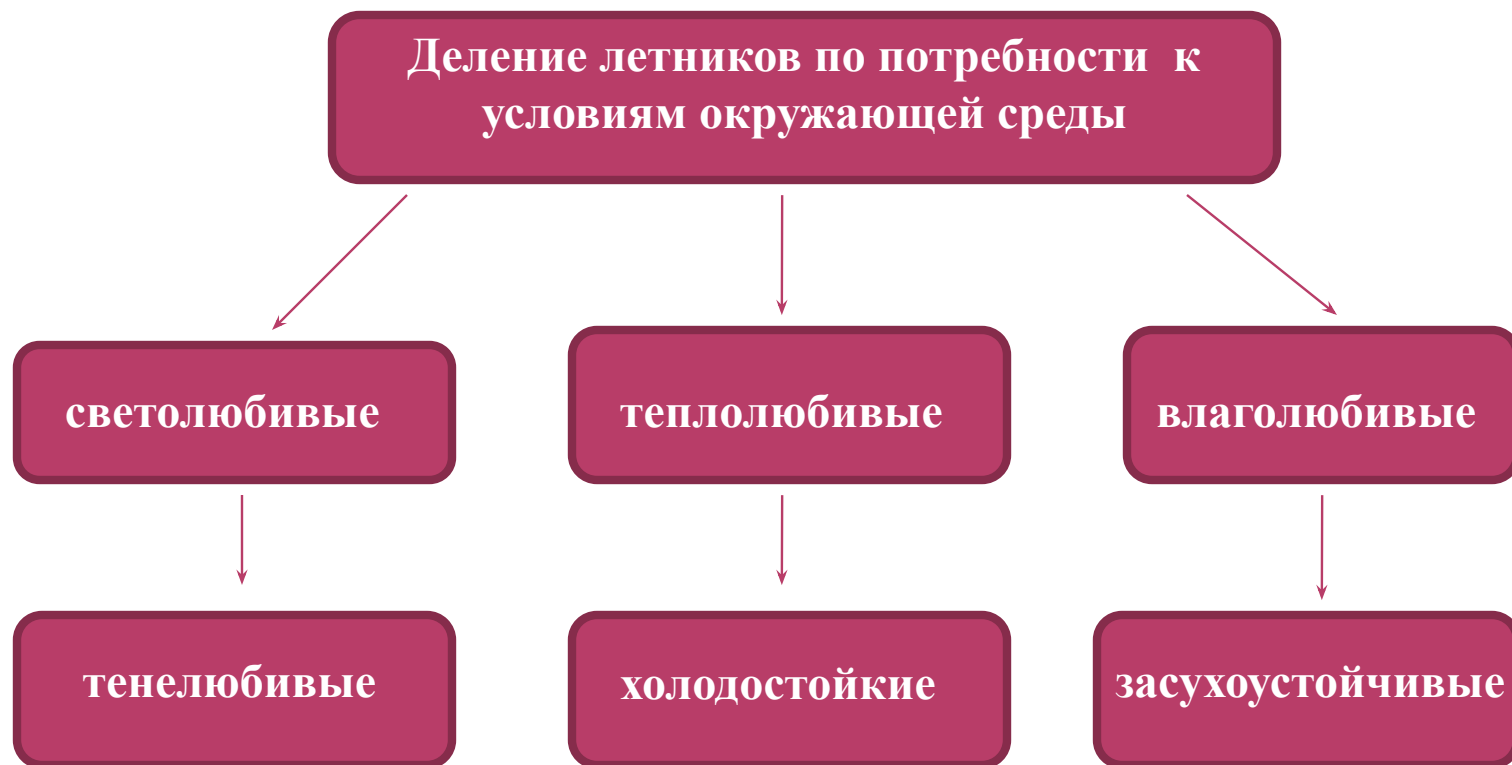 Деление летников по потребности к
условиям окружающей среды
светолюбивые
теплолюбивые
влаголюбивые
тенелюбивые
холодостойкие
засухоустойчивые